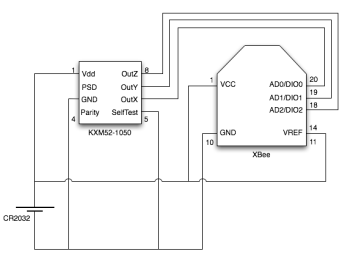 1 Vdd OutZ 8
PSD OutY
GND OutX
4 Parity SelfTest 5
KXM52-1050
1 VCC AD0/DIO0 20
AD1/DIO1 19
AD2/DIO2 18
GND VREF 14
10 11
XBee
CR2032